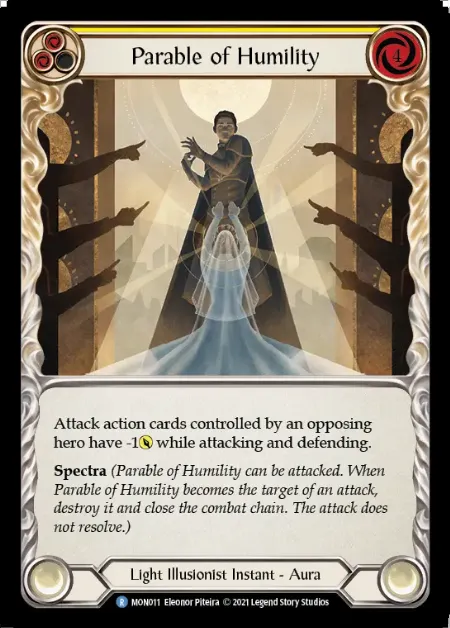 Parable of Humility
4
Attack action cards controlled by an opposing
hero have -1 while attacking and defending.
Spectra (Parable of Humility can be attacked. When
Parable of Humility becomes the target of an attack,
destroy it and close the combat chain. The attack does
not resolve.)
Light Illusionist Instant - Aura
R MON011 Eleonor Piteira © 2021 Legend Story Studios